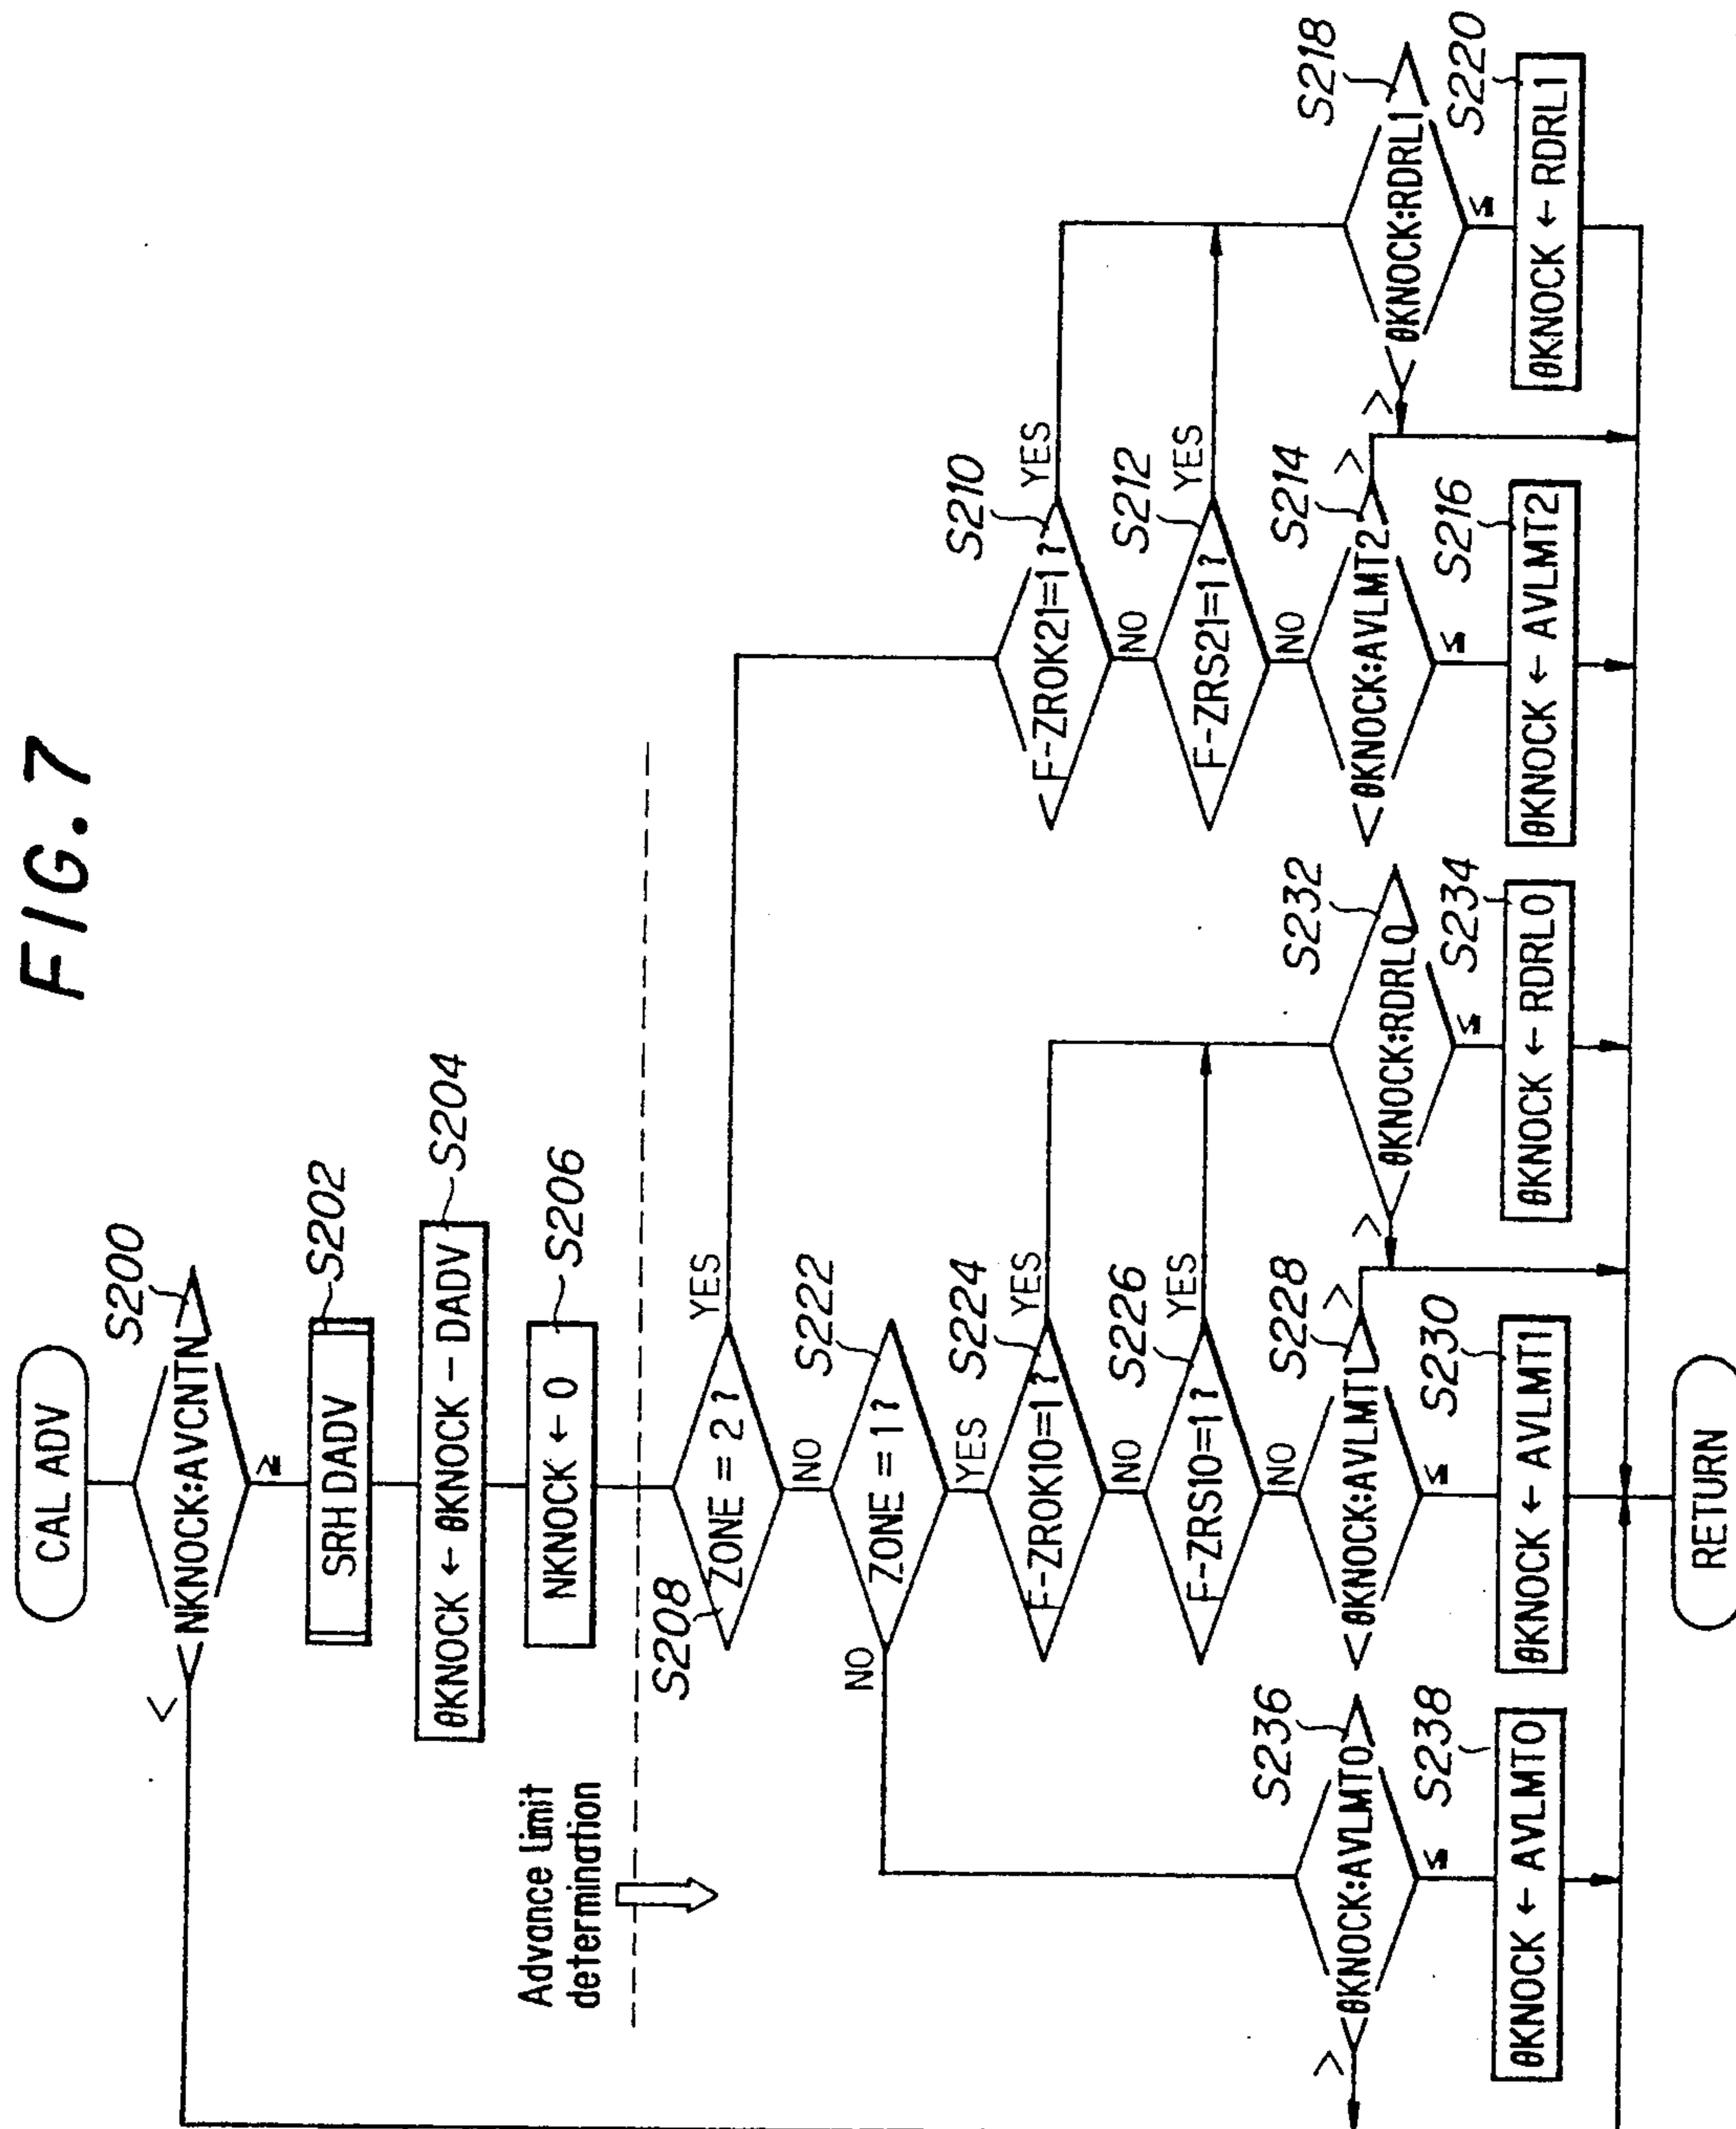 FIG. 7
CAL ADV
S200
NKNOCK:AVCNTN
<
≥
S202
SRH DADV
S204
θKNOCK ← θKNOCK - DADV
S206
NKNOCK ← 0
Advance limit
determination
S208
ZONE = 2 ?
YES
NO
S222
ZONE = 1 ?
NO
YES
S224
F-ZROK10=1 ?
YES
NO
S226
F-ZRS10=1 ?
YES
NO
S228
θKNOCK:AVLMT1
>
≤
S230
θKNOCK ← AVLMT1
S210
F-ZROK21=1 ?
YES
NO
S212
F-ZRS21=1 ?
YES
NO
S214
θKNOCK:AVLMT2
>
≤
S216
θKNOCK ← AVLMT2
S218
θKNOCK:RDRL1
>
≤
S220
θKNOCK ← RDRL1
S232
θKNOCK:RDRL0
>
≤
S234
θKNOCK ← RDRL0
S236
θKNOCK:AVLMT0
>
≤
S238
θKNOCK ← AVLMT0
RETURN